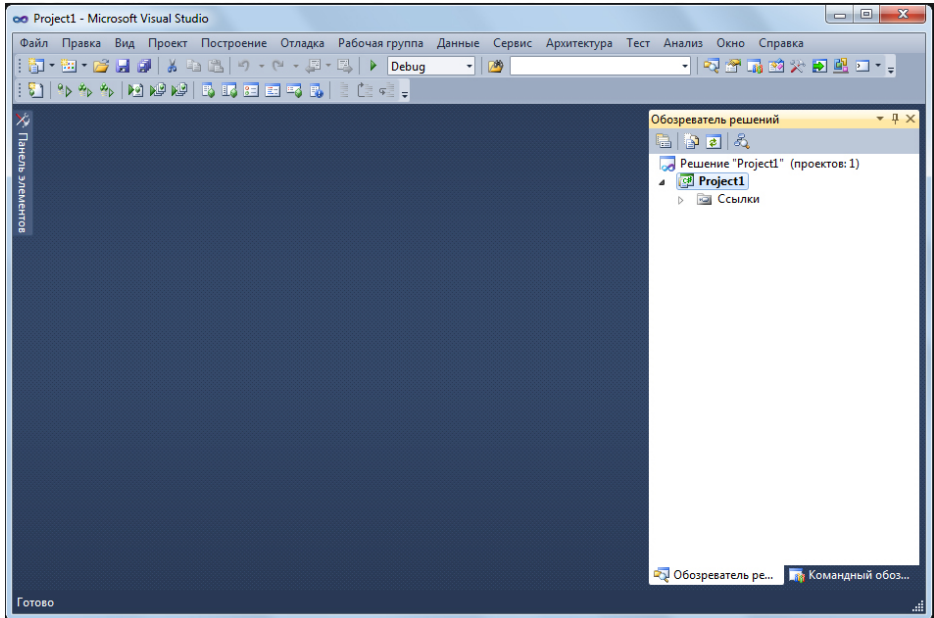 Project1 - Microsoft Visual Studio
Файл Правка Вид Проект Построение Отладка Рабочая группа Данные Сервис Архитектура Тест Анализ Окно Справка
Debug
Панель элементов
Обозреватель решений
Решение "Project1" (проектов: 1)
Project1
Ссылки
Обозреватель ре... Командный обоз...
Готово